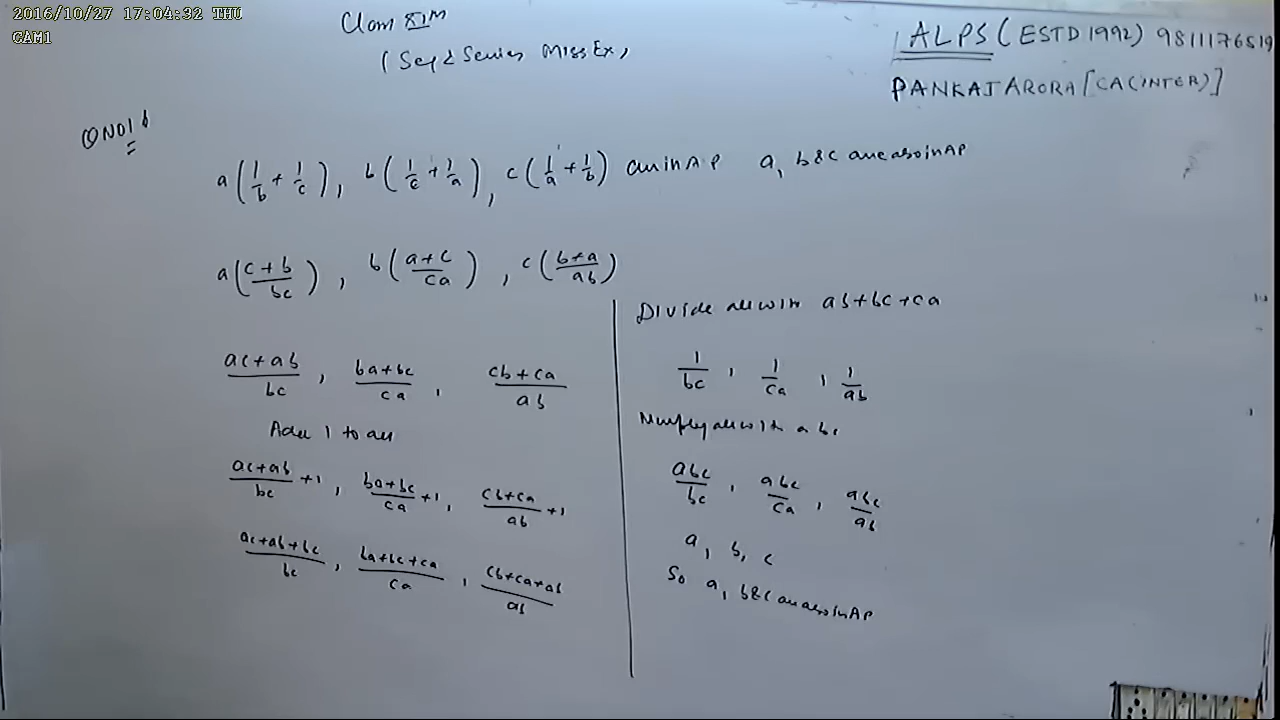 2016/10/27 17:04:32 THU
CAM1
Class XI M
(Seq & Series Miss Ex)
ALPS (ESTD 1992) 9811176519
PANKAJ ARORA [CA(INTER)]
QNO16
a(1/b + 1/c), b(1/c + 1/a), c(1/a + 1/b) are in AP a, b & c are also in AP
a((c+b)/bc), b((a+c)/ca), c((b+a)/ab)
(ac+ab)/bc, (ba+bc)/ca, (cb+ca)/ab
Add 1 to all
(ac+ab)/bc +1, (ba+bc)/ca +1, (cb+ca)/ab +1
(ac+ab+bc)/bc, (ba+bc+ca)/ca, (cb+ca+ab)/ab
Divide all with ab+bc+ca
1/bc, 1/ca, 1/ab
Multiply all with abc
abc/bc, abc/ca, abc/ab
a, b, c
So a, b & c are also in AP